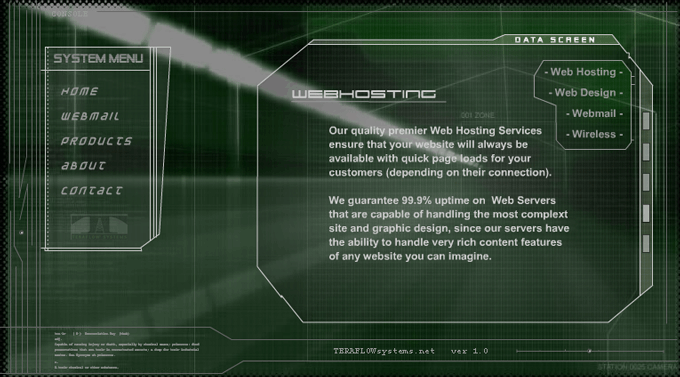 DATA SCREEN
SYSTEM MENU
HOME
WEBMAIL
PRODUCTS
ABOUT
CONTACT
- Web Hosting -
- Web Design -
- Webmail -
- Wireless -
WEBHOSTING
001 ZONE
Our quality premier Web Hosting Services
ensure that your website will always be
available with quick page loads for your
customers (depending on their connection).
We guarantee 99.9% uptime on Web Servers
that are capable of handling the most complext
site and graphic design, since our servers have
the ability to handle very rich content features
of any website you can imagine.
TERAFLOWsystems.net ver 1.0